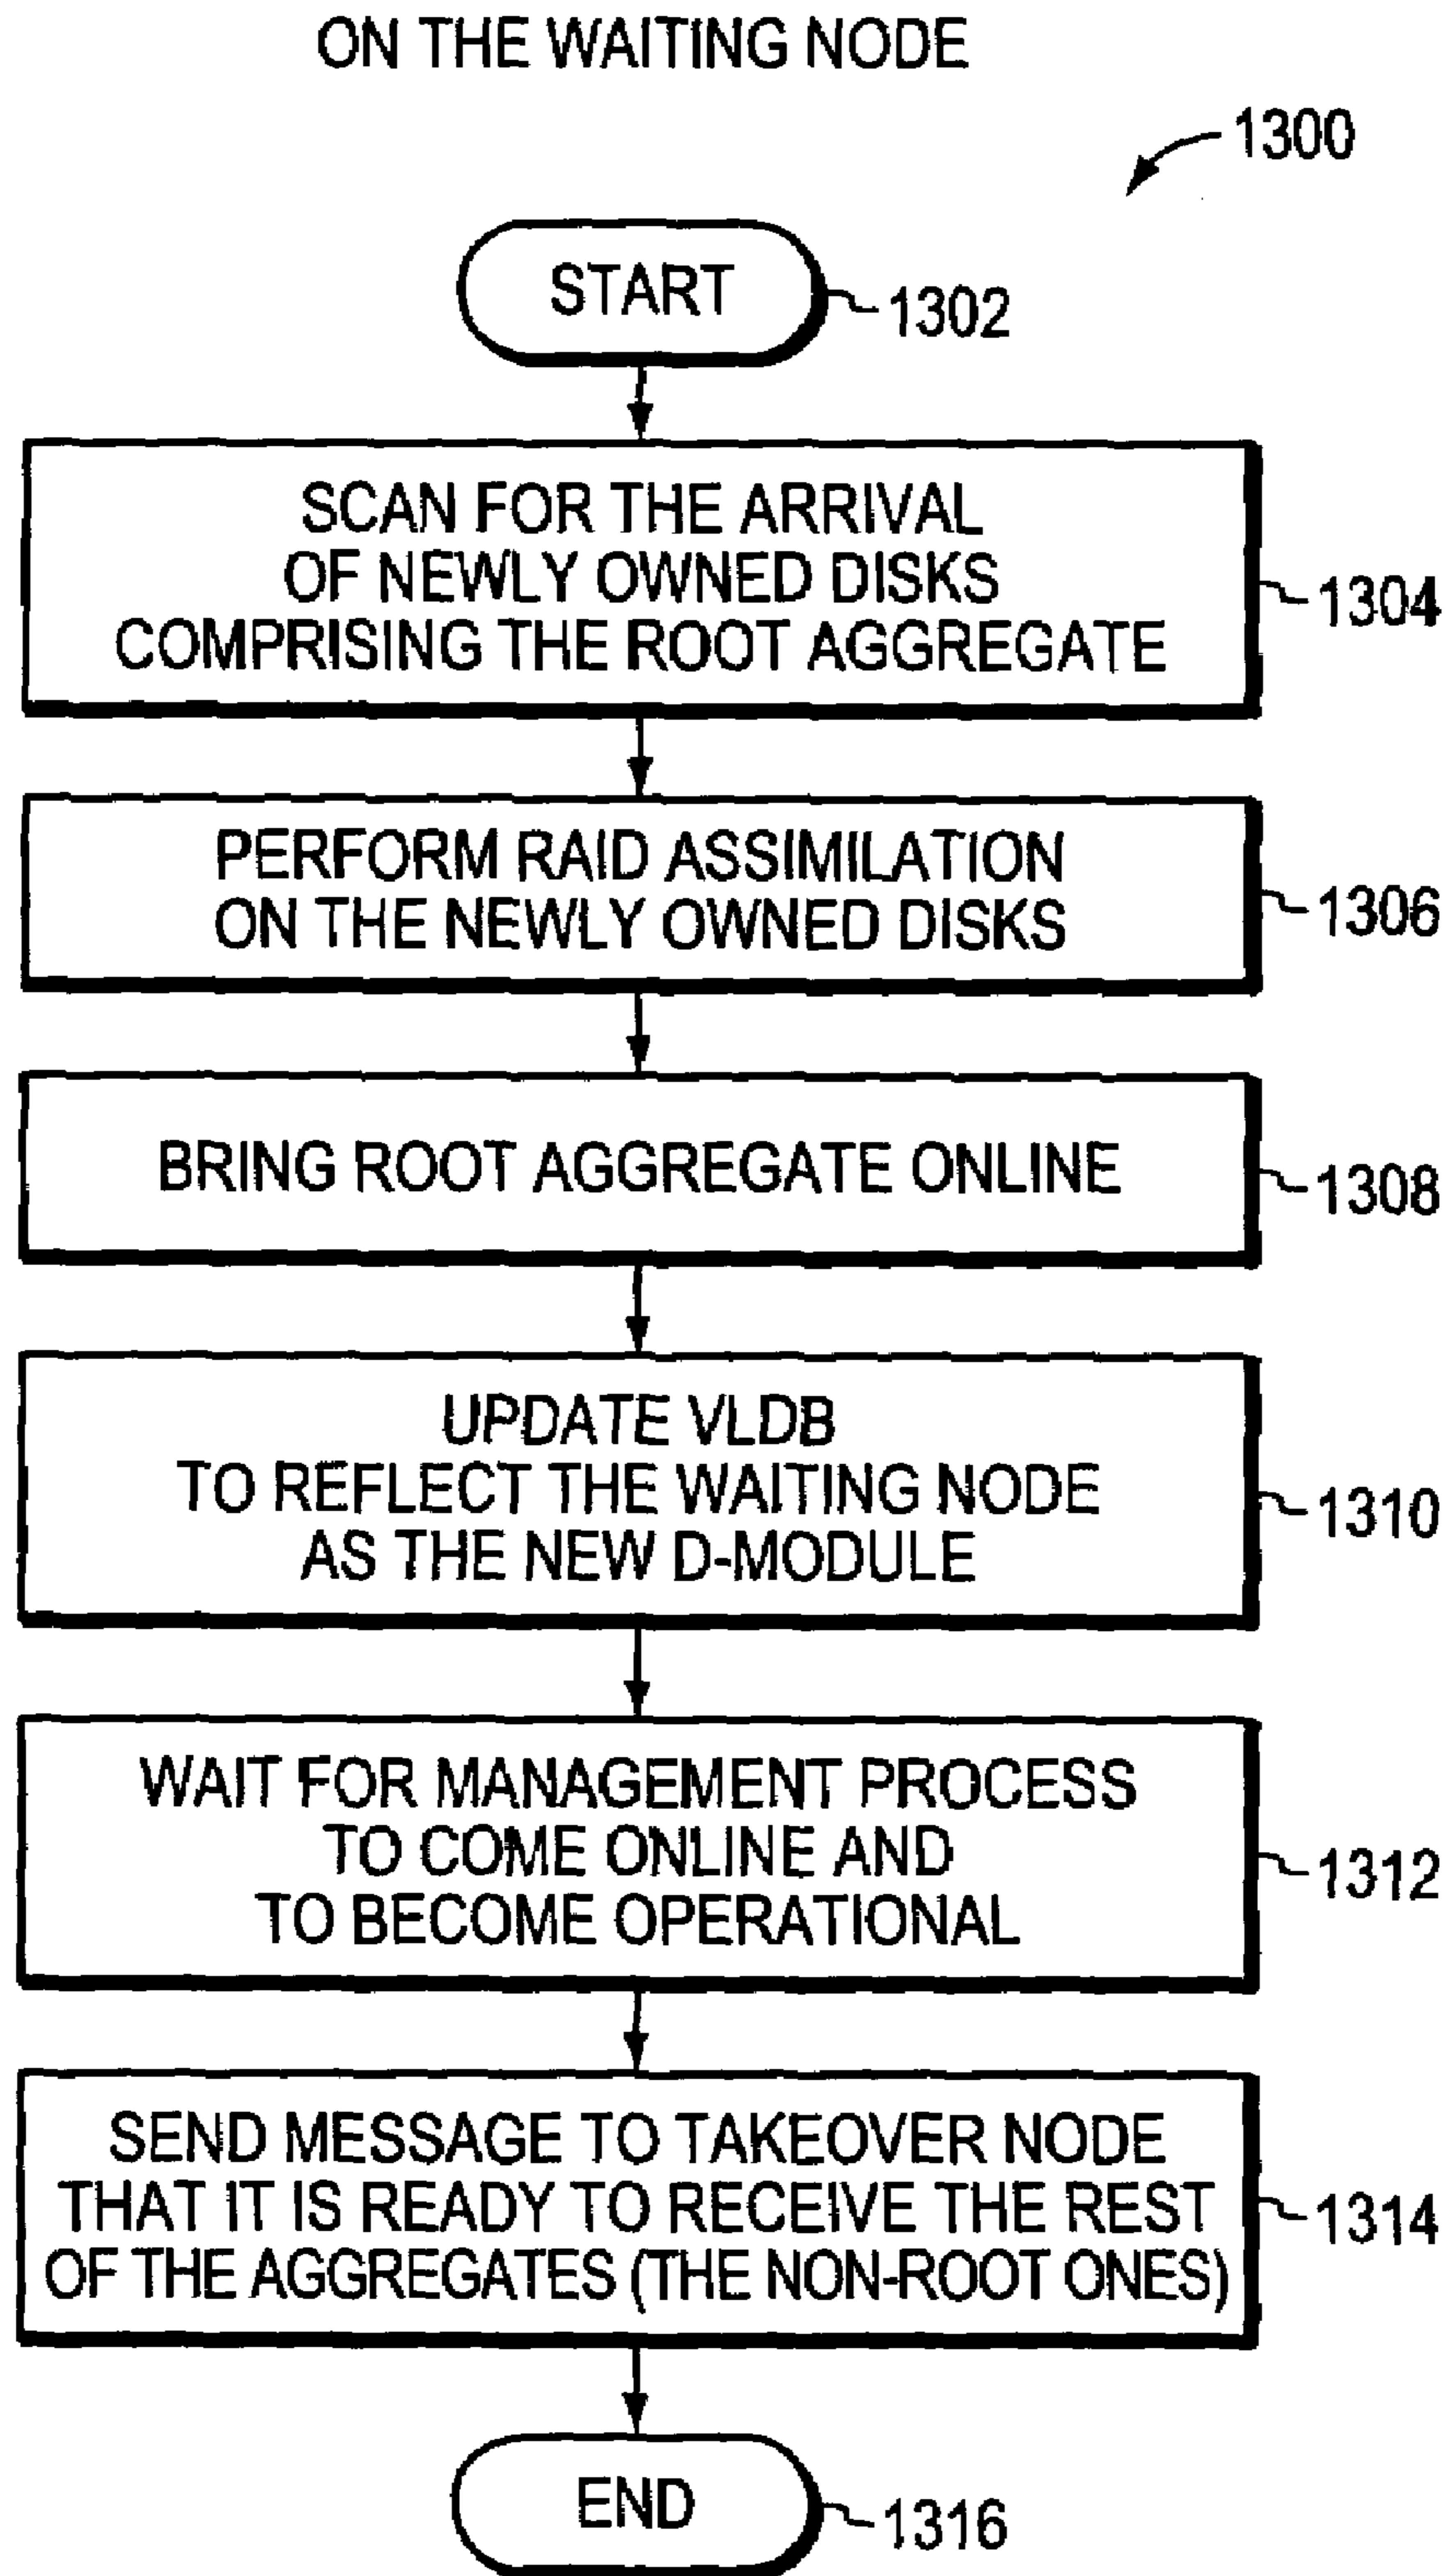 ON THE WAITING NODE
1300
START
1302
SCAN FOR THE ARRIVAL
OF NEWLY OWNED DISKS
COMPRISING THE ROOT AGGREGATE
1304
PERFORM RAID ASSIMILATION
ON THE NEWLY OWNED DISKS
1306
BRING ROOT AGGREGATE ONLINE
1308
UPDATE VLDB
TO REFLECT THE WAITING NODE
AS THE NEW D-MODULE
1310
WAIT FOR MANAGEMENT PROCESS
TO COME ONLINE AND
TO BECOME OPERATIONAL
1312
SEND MESSAGE TO TAKEOVER NODE
THAT IT IS READY TO RECEIVE THE REST
OF THE AGGREGATES (THE NON-ROOT ONES)
1314
END
1316